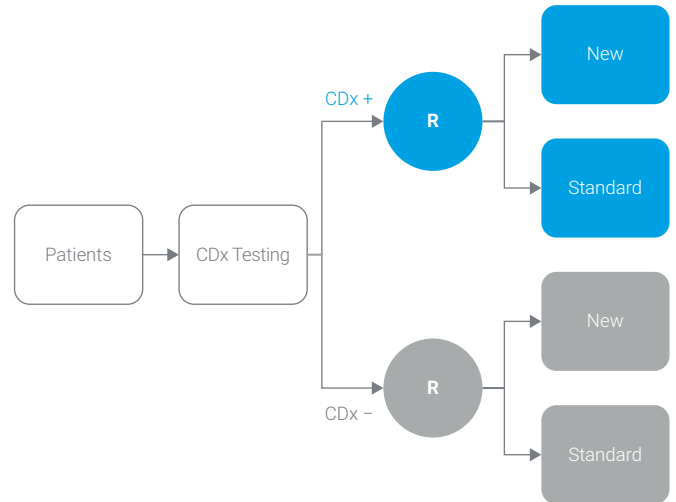 Patients
CDx Testing
CDx +
R
New
Standard
CDx −
R
New
Standard